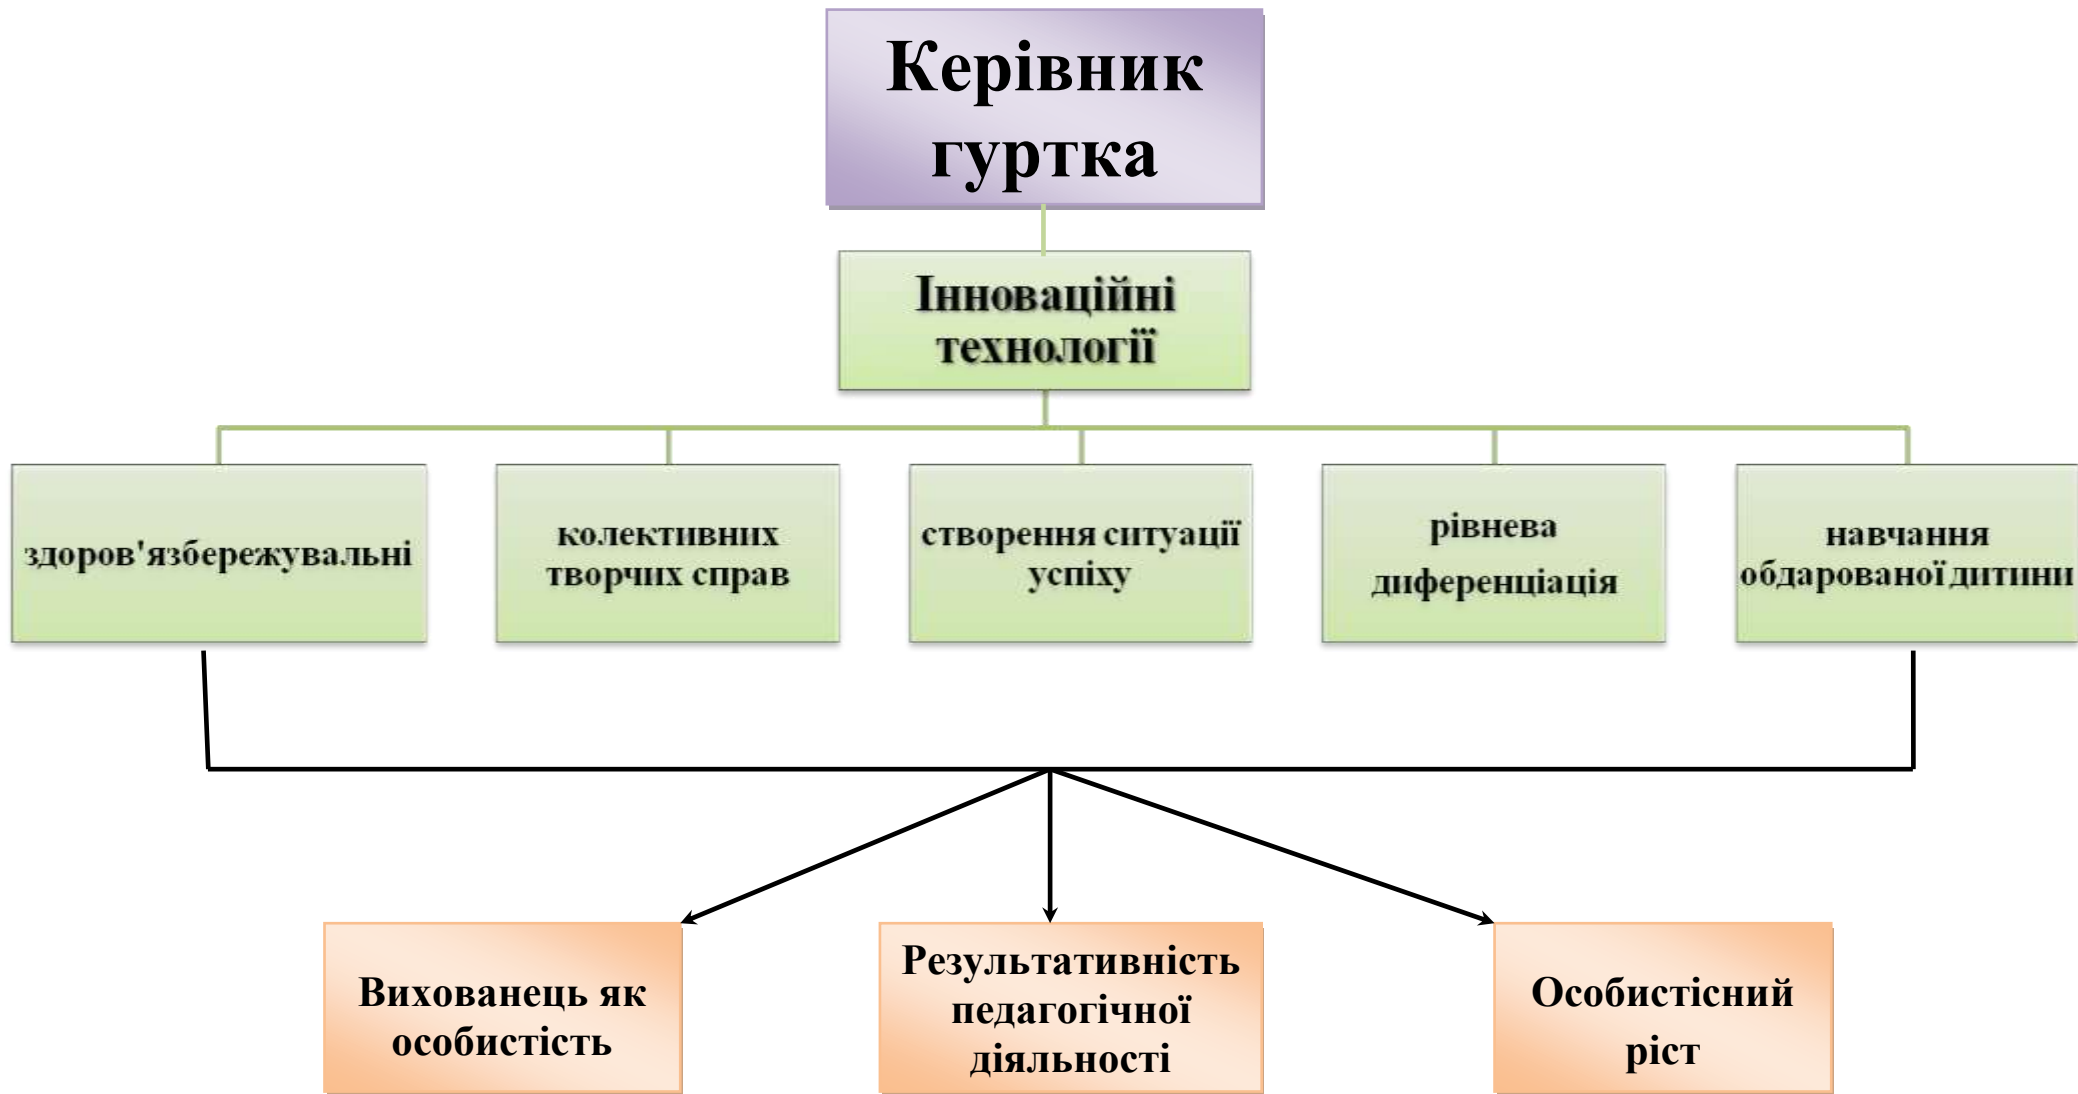 Керівник
гуртка
Інноваційні
технології
здоров'язбережувальні
колективних
творчих справ
створення ситуації
успіху
рівнева
диференціація
навчання
обдарованої дитини
Вихованець як
особистість
Результативність
педагогічної
діяльності
Особистісний
ріст